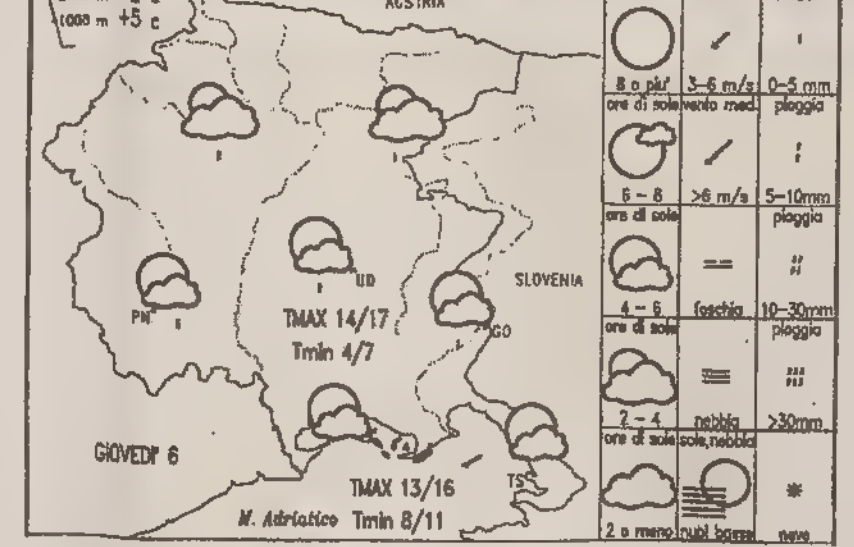 AUSTRIA
1000 m +5 c
SLOVENIA
UD
PN
GO
TMAX 14/17
Tmin 4/7
GIOVEDI' 6
TS
TMAX 13/16
M. Adriatico Tmin 8/11
8 o piu' 3-6 m/s 0-5 mm
ore di sole vento med. pioggia
6 - 8 >6 m/s 5-10mm
ore di sole pioggia
4 - 6 foschia 10-30mm
ore di sole pioggia
2 - 4 nebbia >30mm
ore di sole sole,nebbia
2 o meno nubi basse neve